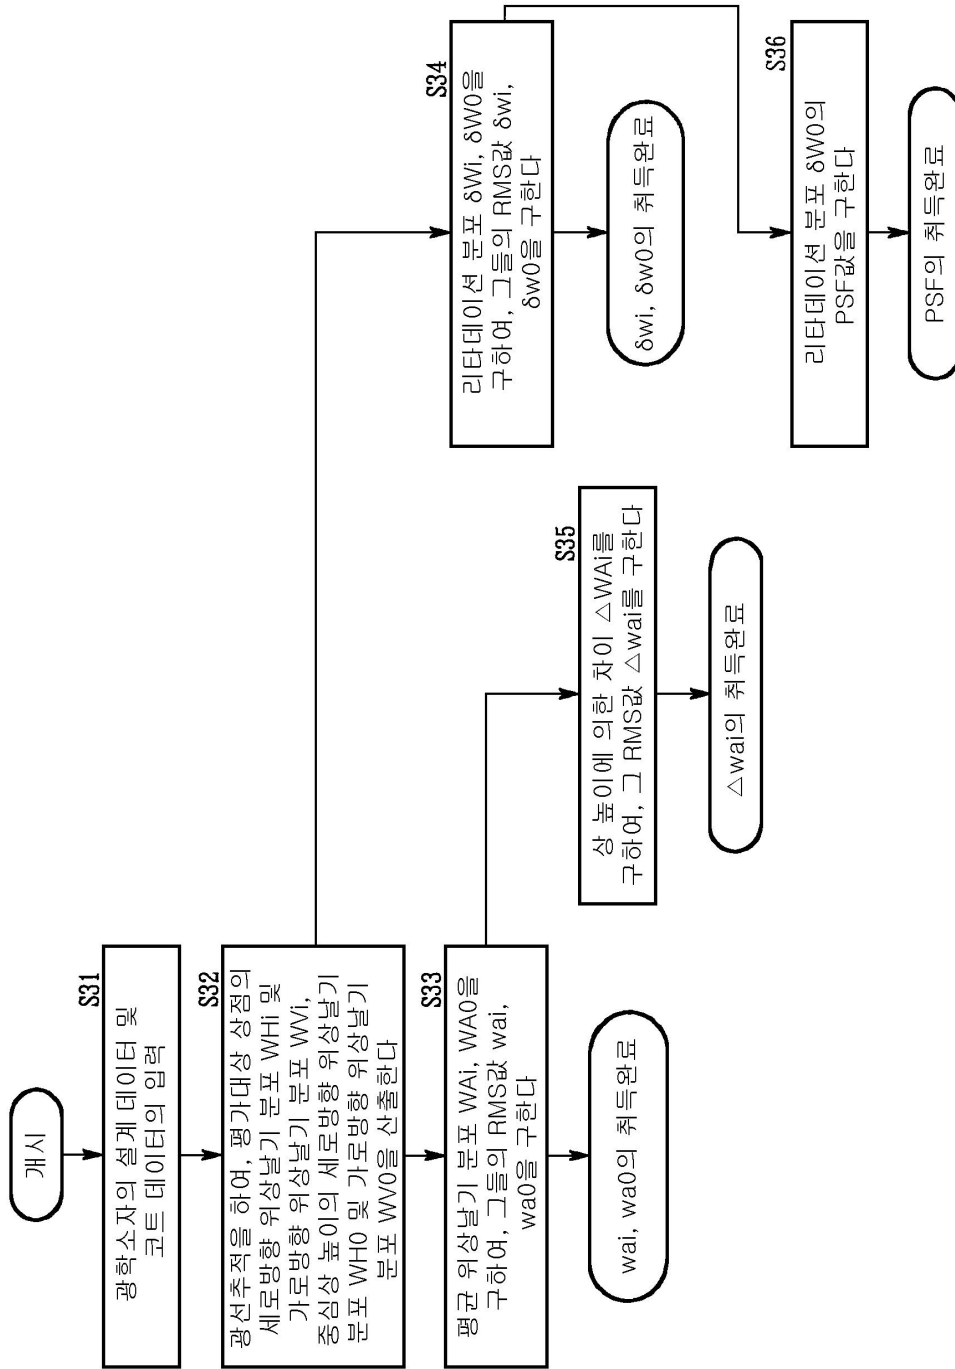 개시
S31
광학소자의 설계 데이터 및
코트 데이터의 입력
S32
광선추적을 하여, 평가대상 상점의
세로방향 위상날기 분포 WHi 및
가로방향 위상날기 분포 WVi,
중심상 높이의 세로방향 위상날기
분포 WH0 및 가로방향 위상날기
분포 WV0을 산출한다
S33
평균 위상날기 분포 WAi, WA0을
구하여, 그들의 RMS값 wai,
wa0을 구한다
wai, wa0의 취득완료
S35
상 높이에 의한 차이 △WAi를
구하여, 그 RMS값 △wai를 구한다
△wai의 취득완료
S34
리타데이션 분포 δWi, δW0을
구하여, 그들의 RMS값 δwi,
δw0을 구한다
δwi, δw0의 취득완료
S36
리타데이션 분포 δW0의
PSF값을 구한다
PSF의 취득완료